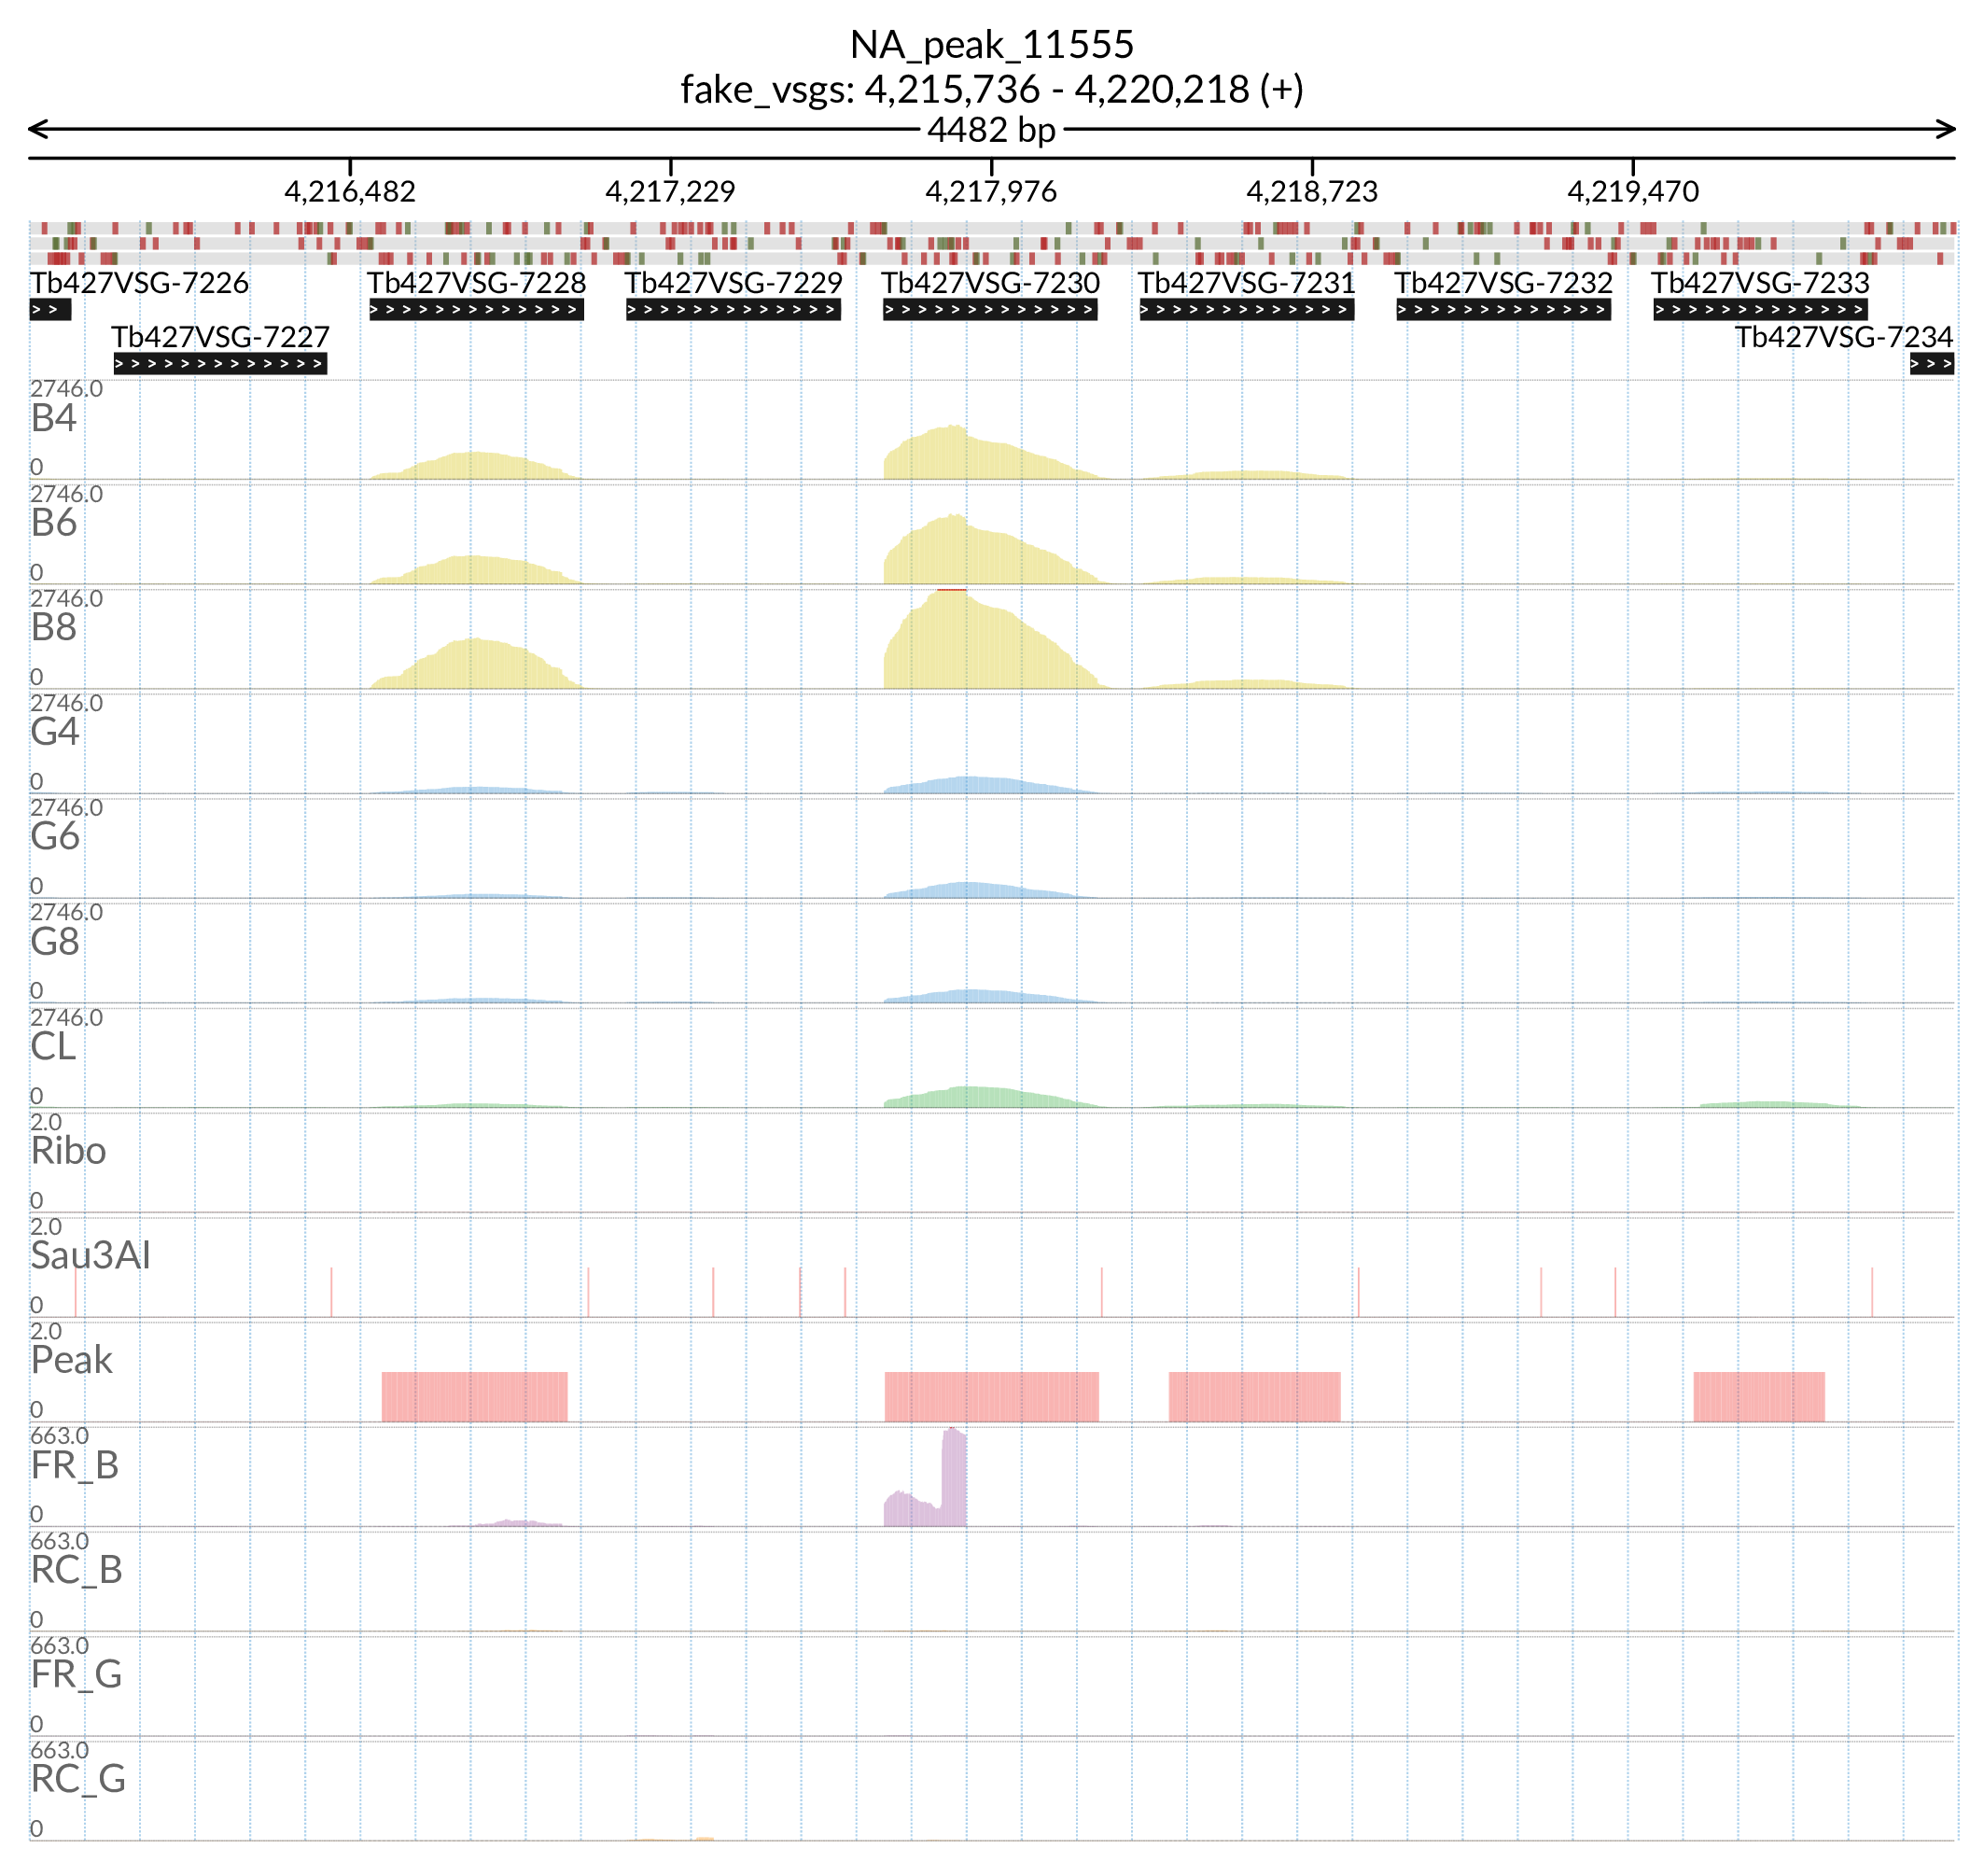 NA_peak_11555
fake_vsgs: 4,215,736 - 4,220,218 (+)
4482 bp
4,216,482 4,217,229 4,217,976 4,218,723 4,219,470
Tb427VSG-7226 Tb427VSG-7228 Tb427VSG-7229 Tb427VSG-7230 Tb427VSG-7231 Tb427VSG-7232 Tb427VSG-7233
Tb427VSG-7227 Tb427VSG-7234
2746.0
B4
0
2746.0
B6
0
2746.0
B8
0
2746.0
G4
0
2746.0
G6
0
2746.0
G8
0
2746.0
CL
0
2.0
Ribo
0
2.0
Sau3AI
0
2.0
Peak
0
663.0
FR_B
0
663.0
RC_B
0
663.0
FR_G
0
663.0
RC_G
0